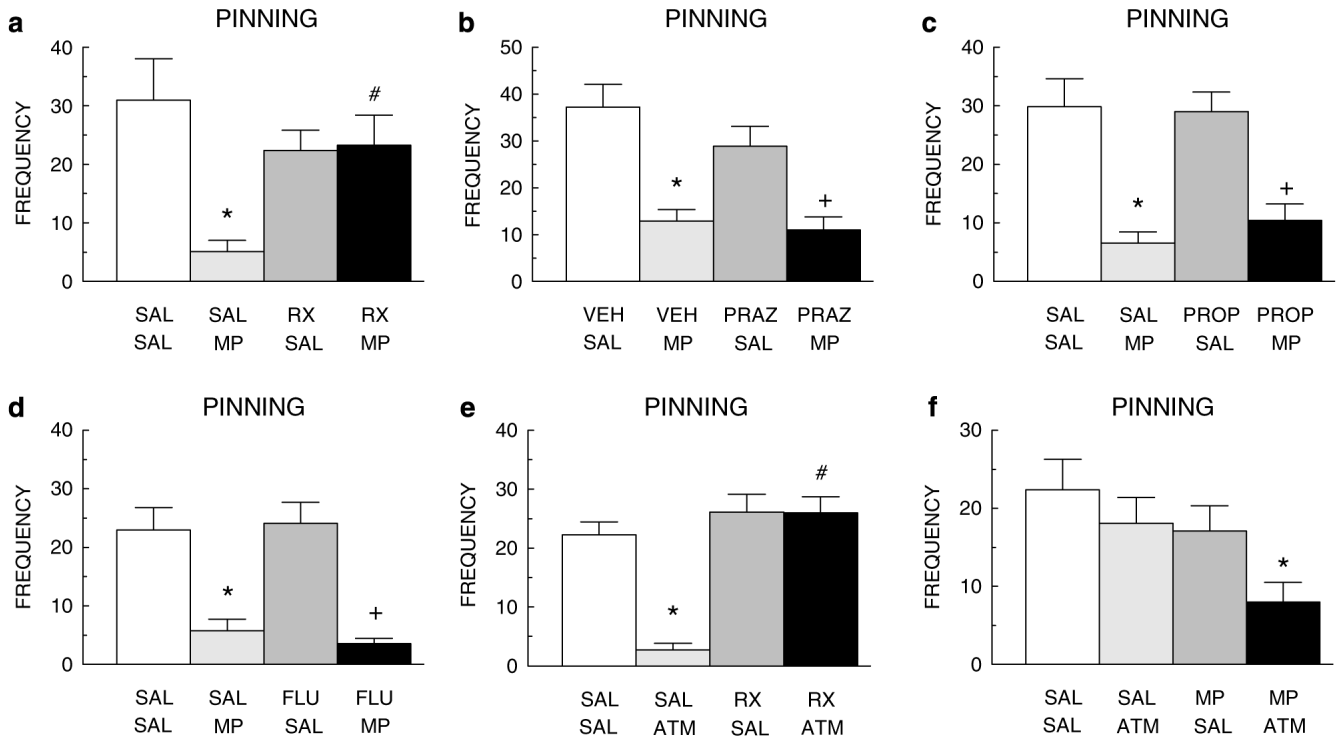 a PINNING
40
30
20
10
0
FREQUENCY
*
#
SAL SAL RX RX
SAL MP SAL MP
b PINNING
50
40
30
20
10
0
FREQUENCY
*
+
VEH VEH PRAZ PRAZ
SAL MP SAL MP
c PINNING
40
30
20
10
0
FREQUENCY
*
+
SAL SAL PROP PROP
SAL MP SAL MP
d PINNING
40
30
20
10
0
FREQUENCY
*
+
SAL SAL FLU FLU
SAL MP SAL MP
e PINNING
40
30
20
10
0
FREQUENCY
*
#
SAL SAL RX RX
SAL ATM SAL ATM
f PINNING
30
20
10
0
FREQUENCY
*
SAL SAL MP MP
SAL ATM SAL ATM